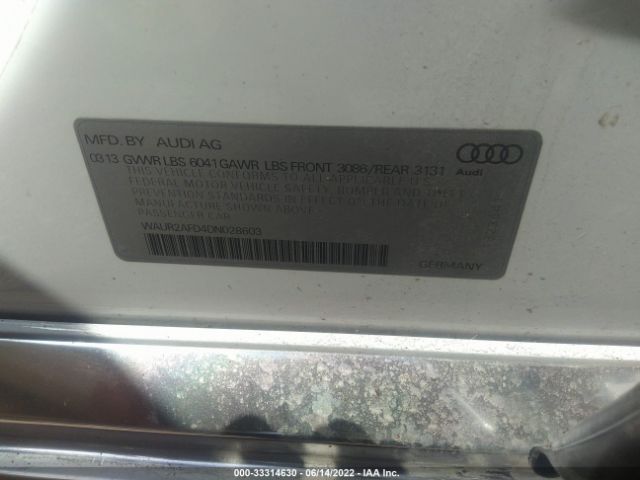 MFD. BY AUDI AG
0313 GVWR LBS 6041 GAWR LBS FRONT 3086/REAR 3131
THIS VEHICLE CONFORMS TO ALL APPLICABLE U.S.
FEDERAL MOTOR VEHICLE SAFETY, BUMPER AND THEFT
PREVENTION STANDARDS IN EFFECT ON THE DATE OF
MANUFACTURE SHOWN ABOVE.
PASSENGER CAR
WAUR2AFD4DN028603
Audi
GERMANY
000-33314630 - 06/14/2022 - IAA Inc.